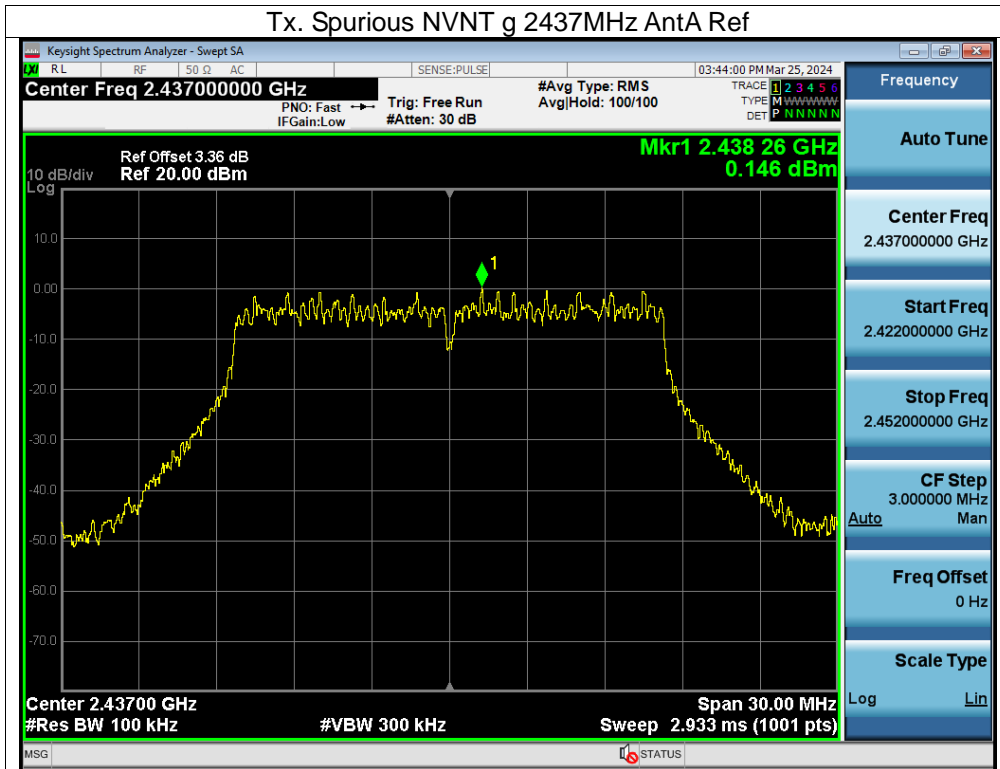 Tx. Spurious NVNT g 2437MHz AntA Ref
Keysight Spectrum Analyzer - Swept SA
LXI RL RF 50 Ω AC SENSE:PULSE 03:44:00 PM Mar 25, 2024
Center Freq 2.437000000 GHz
#Avg Type: RMS
TRACE 1 2 3 4 5 6
PNO: Fast Trig: Free Run Avg|Hold: 100/100
TYPE M WWWWW
IFGain:Low #Atten: 30 dB
DET P N N N N N
Mkr1 2.438 26 GHz
0.146 dBm
Ref Offset 3.36 dB
10 dB/div Ref 20.00 dBm
Log
10.0
0.00
-10.0
-20.0
-30.0
-40.0
-50.0
-60.0
-70.0
1
Center 2.43700 GHz Span 30.00 MHz
#Res BW 100 kHz #VBW 300 kHz Sweep 2.933 ms (1001 pts)
MSG STATUS
Frequency
Auto Tune
Center Freq
2.437000000 GHz
Start Freq
2.422000000 GHz
Stop Freq
2.452000000 GHz
CF Step
3.000000 MHz
Auto Man
Freq Offset
0 Hz
Scale Type
Log Lin